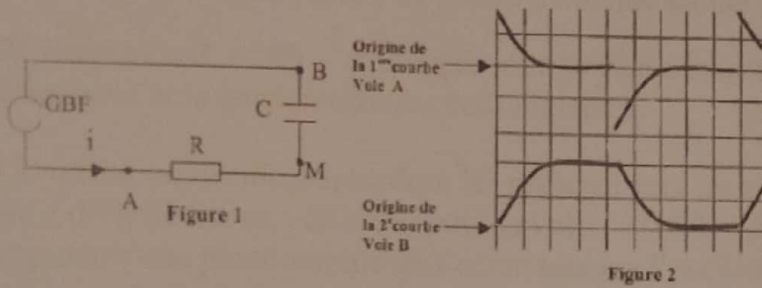 GBF
B
C
i
R
M
A
Figure 1
Origine de
la 1ère courbe
Voie A
Origine de
la 2e courbe
Voie B
Figure 2